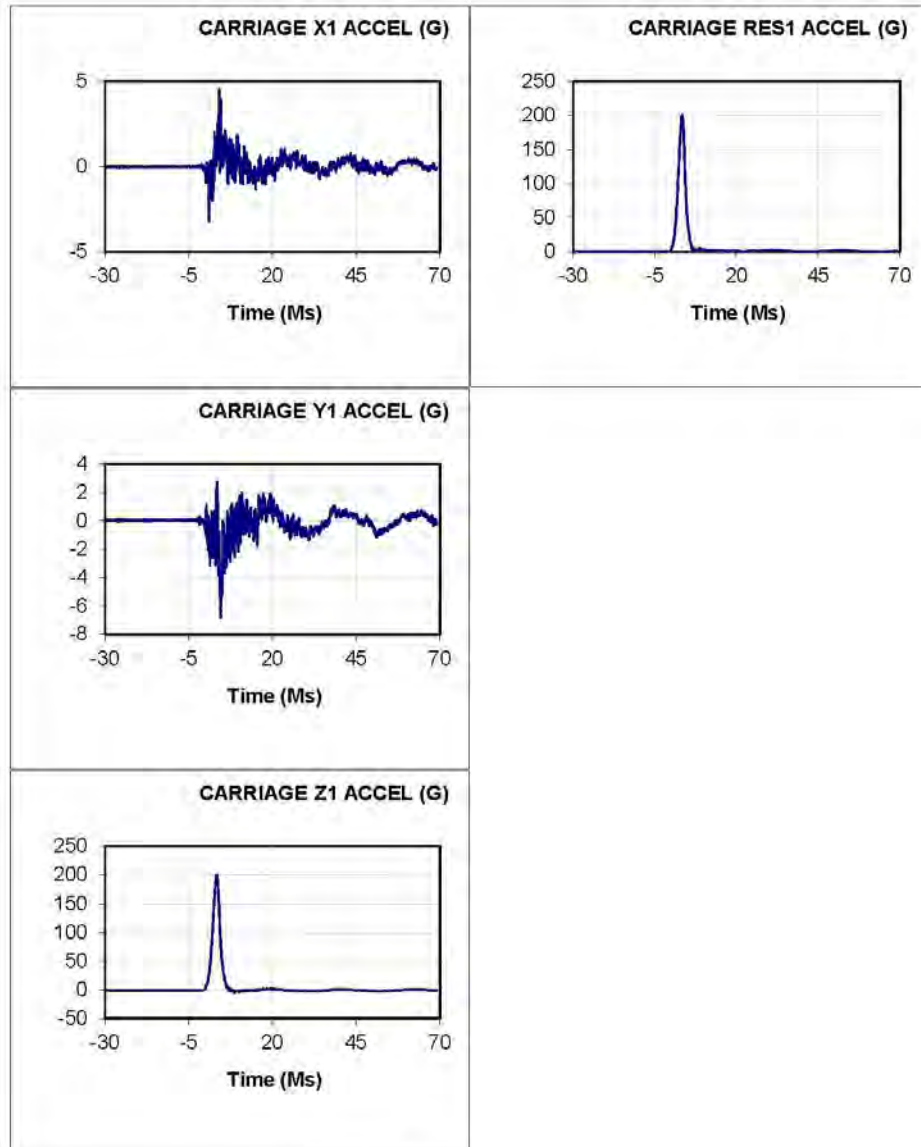 CARRIAGE X1 ACCEL (G)
5
0
-5
-30 -5 20 45 70
Time (Ms)
CARRIAGE RES1 ACCEL (G)
250
200
150
100
50
0
-30 -5 20 45 70
Time (Ms)
CARRIAGE Y1 ACCEL (G)
4
2
0
-2
-4
-6
-8
-30 -5 20 45 70
Time (Ms)
CARRIAGE Z1 ACCEL (G)
250
200
150
100
50
0
-50
-30 -5 20 45 70
Time (Ms)